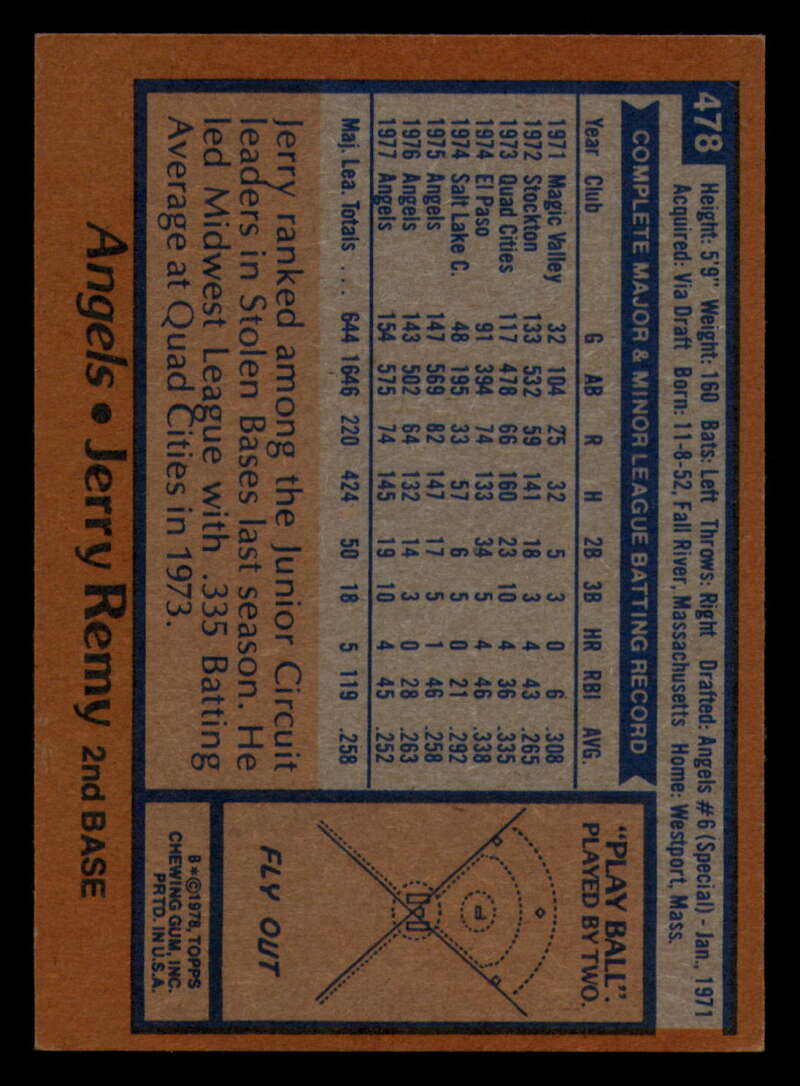 478
Height: 5'9" Weight: 160 Bats: Left Throws: Right Drafted: Angels #6 (Special) - Jan., 1971
Acquired: Via Draft Born: 11-8-52, Fall River, Massachusetts Home: Westport, Mass.
COMPLETE MAJOR & MINOR LEAGUE BATTING RECORD
Year Club G AB R H 2B 3B HR RBI AVG.
1971 Magic Valley 32 104 25 32 5 3 0 6 .308
1972 Stockton 133 532 59 141 18 3 4 43 .265
1973 Quad Cities 117 478 66 160 23 10 4 36 .335
1974 El Paso 91 394 74 133 34 5 4 46 .338
1974 Salt Lake C. 48 195 33 57 6 5 0 21 .292
1975 Angels 147 569 82 147 17 5 1 46 .258
1976 Angels 143 502 64 132 14 3 0 28 .263
1977 Angels 154 575 74 145 19 10 4 45 .252
Maj. Lea. Totals .... 644 1646 220 424 50 18 5 119 .258
Jerry ranked among the Junior Circuit
leaders in Stolen Bases last season. He
led Midwest League with .335 Batting
Average at Quad Cities in 1973.
"PLAY BALL".
PLAYED BY TWO.
P
FLY OUT
B*©1978, TOPPS
CHEWING GUM, INC.
PRTD. IN U.S.A.
Angels • Jerry Remy 2nd BASE